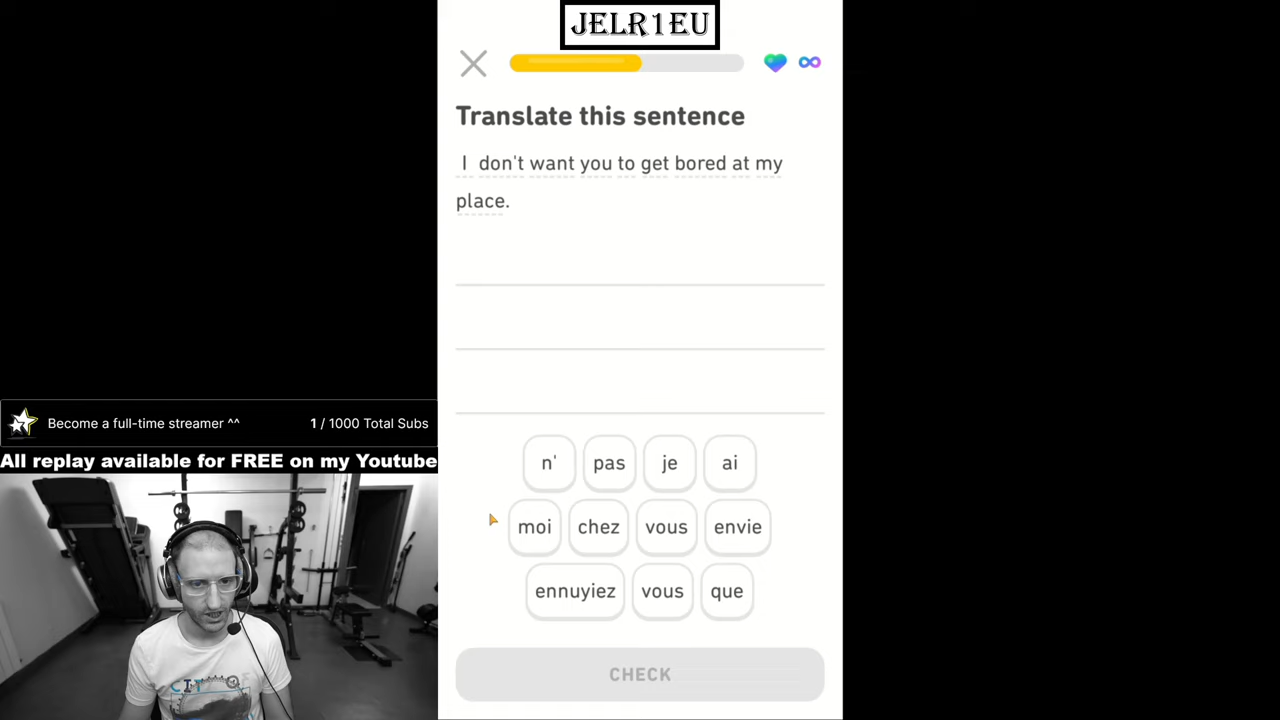 JELR1EU
Translate this sentence
I don't want you to get bored at my
place.
Become a full-time streamer ^^ 1 / 1000 Total Subs
All replay available for FREE on my Youtube
n' pas je ai
moi chez vous envie
ennuyiez vous que
CHECK
CIT OF